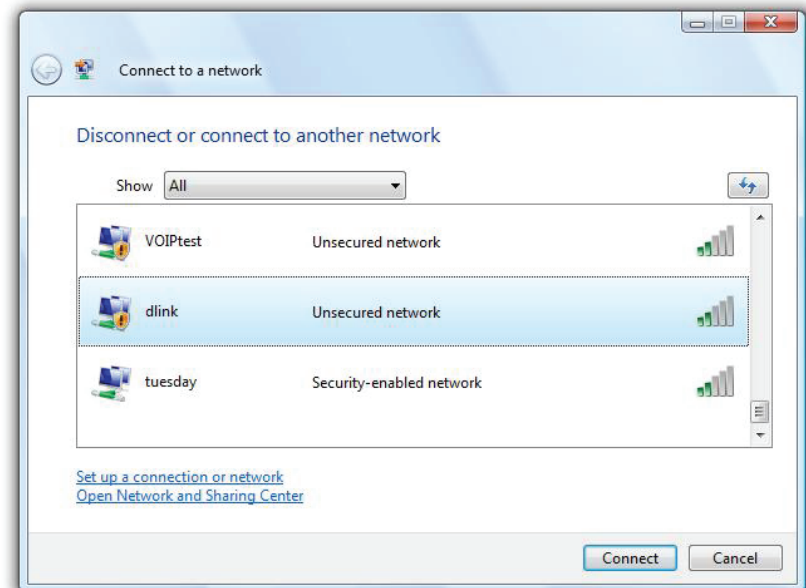 Connect to a network
Disconnect or connect to another network
Show All
VOIPtest Unsecured network
dlink Unsecured network
tuesday Security-enabled network
Set up a connection or network
Open Network and Sharing Center
Connect Cancel